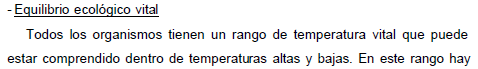 - Equilibrio ecológico vital
Todos los organismos tienen un rango de temperatura vital que puede
estar comprendido dentro de temperaturas altas y bajas. En este rango hay